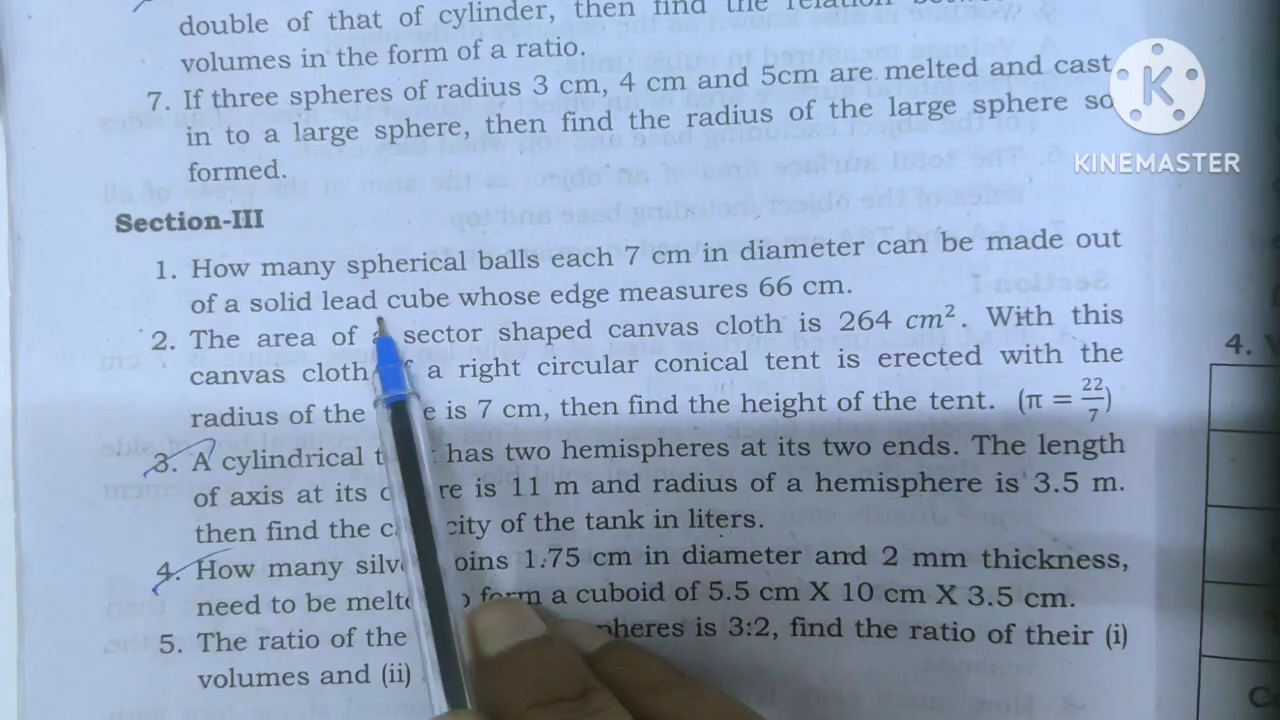 double of that of cylinder, then find the relation
volumes in the form of a ratio.
7. If three spheres of radius 3 cm, 4 cm and 5cm are melted and cast
in to a large sphere, then find the radius of the large sphere so
formed.
K
KINEMASTER
Section-III
1. How many spherical balls each 7 cm in diameter can be made out
of a solid lead cube whose edge measures 66 cm.
2. The area of a sector shaped canvas cloth is 264 cm². With this
canvas cloth a right circular conical tent is erected with the
radius of the is 7 cm, then find the height of the tent. (π = 22/7)
3. A cylindrical has two hemispheres at its two ends. The length
of axis at its is 11 m and radius of a hemisphere is 3.5 m.
then find the of the tank in liters.
4. How many 1.75 cm in diameter and 2 mm thickness,
need to be form a cuboid of 5.5 cm X 10 cm X 3.5 cm.
5. The ratio of the is 3:2, find the ratio of their (i)
volumes and (ii)
4.